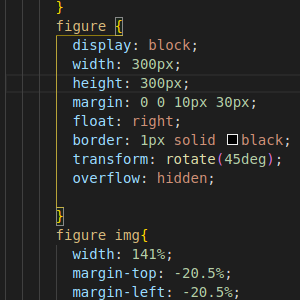 }
figure {
display: block;
width: 300px;
height: 300px;
margin: 0 0 10px 30px;
float: right;
border: 1px solid black;
transform: rotate(45deg);
overflow: hidden;
}
figure img{
width: 141%;
margin-top: -20.5%;
margin-left: -20.5%;